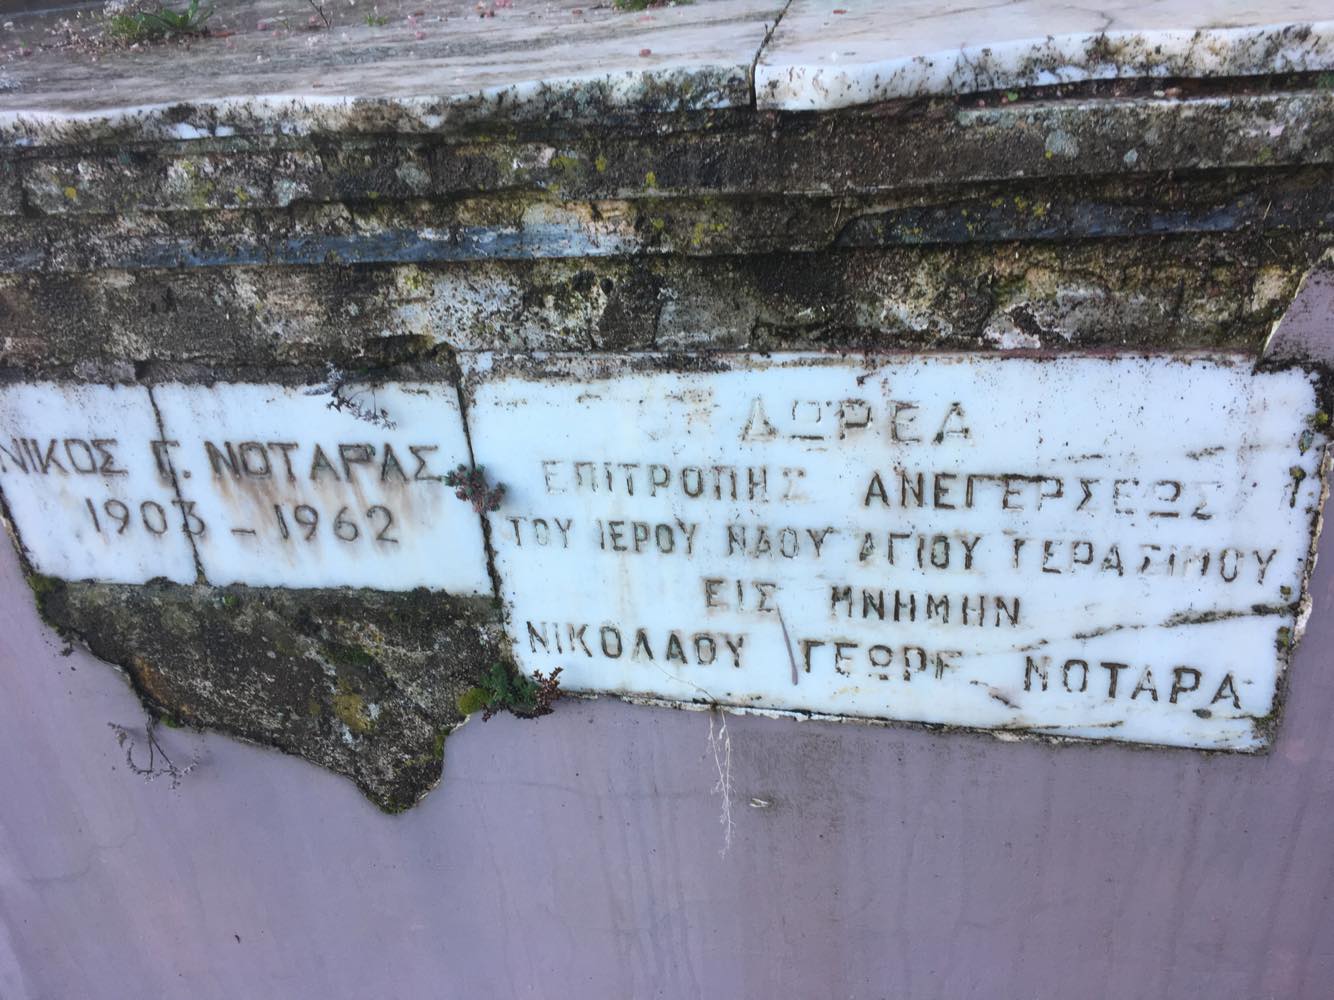 ΝΙΚΟΣ Γ. ΝΟΤΑΡΑΣ
1903 - 1962
ΔΩΡΕΑ
ΕΠΙΤΡΟΠΗΣ ΑΝΕΓΕΡΣΕΩΣ
ΤΟΥ ΙΕΡΟΥ ΝΑΟΥ ΑΓΙΟΥ ΓΕΡΑΣΙΜΟΥ
ΕΙΣ ΜΝΗΜΗΝ
ΝΙΚΟΛΑΟΥ ΓΕΩΡΓ. ΝΟΤΑΡΑ